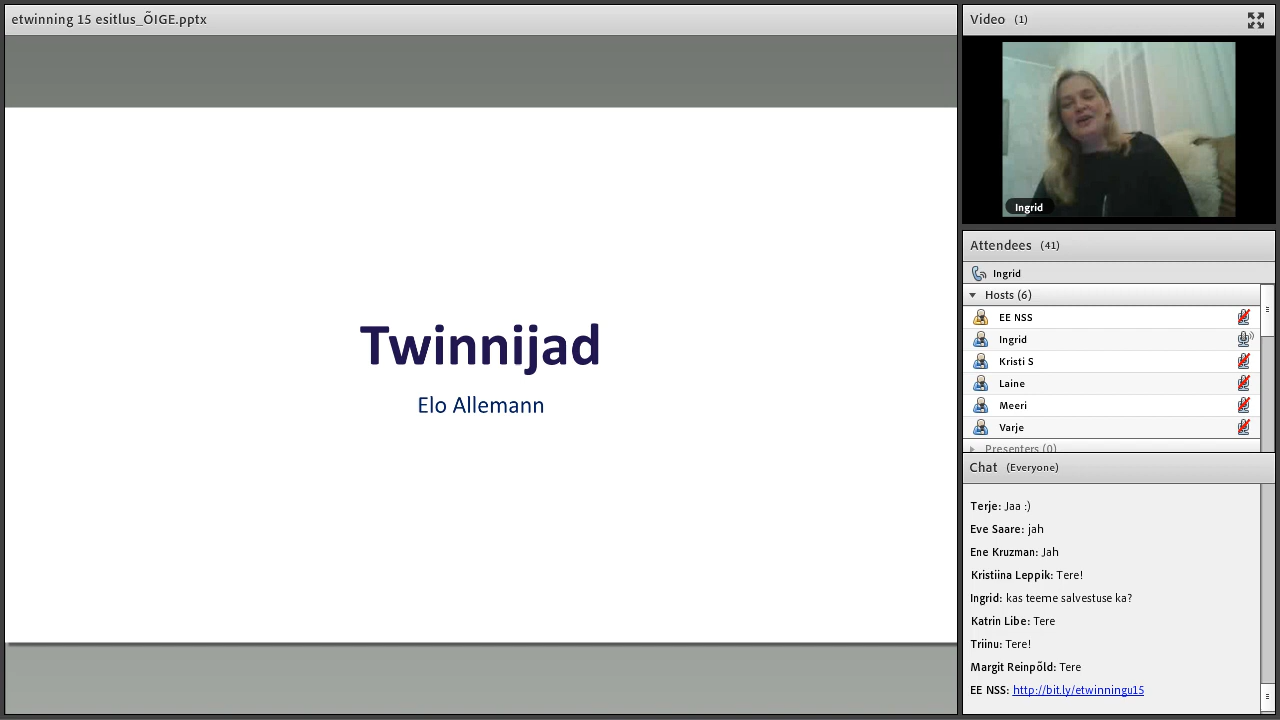 etwinning 15 esitlus_ÕIGE.pptx
Twinnijad
Elo Allemann
Video (1)
Ingrid
Attendees (41)
Ingrid
Hosts (6)
EE NSS
Ingrid
Kristi S
Laine
Meeri
Varje
Presenters (0)
Chat (Everyone)
Terje: Jaa :)
Eve Saare: jah
Ene Kruzman: Jah
Kristiina Leppik: Tere!
Ingrid: kas teeme salvestuse ka?
Katrin Libe: Tere
Triinu: Tere!
Margit Reinpõld: Tere
EE NSS: http://bit.ly/etwinningu15